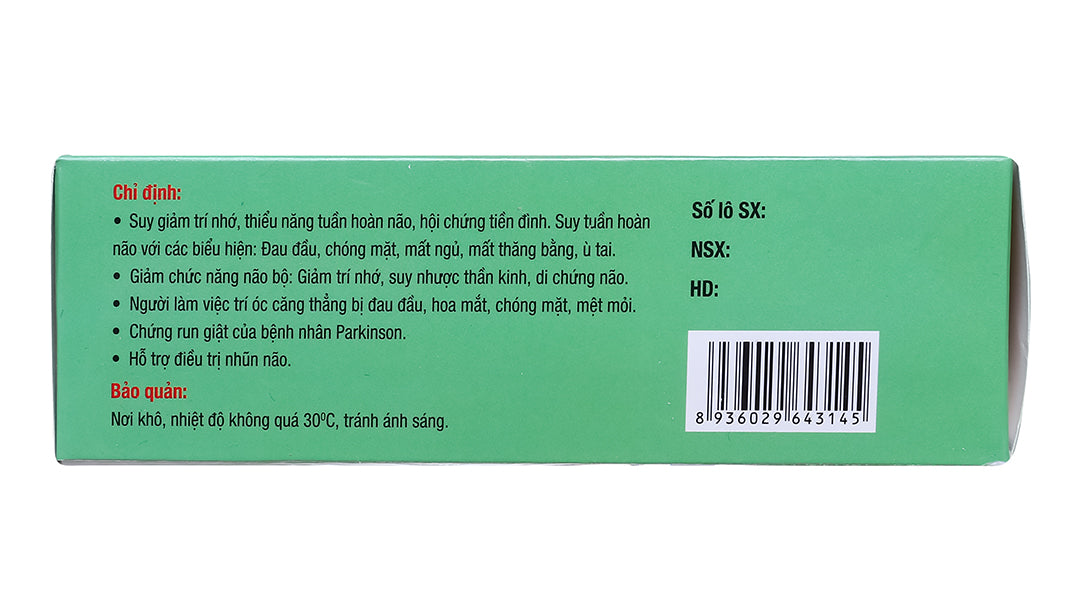 Chỉ định:
• Suy giảm trí nhớ, thiểu năng tuần hoàn não, hội chứng tiền đình. Suy tuần hoàn
não với các biểu hiện: Đau đầu, chóng mặt, mất ngủ, mất thăng bằng, ù tai.
• Giảm chức năng não bộ: Giảm trí nhớ, suy nhược thần kinh, di chứng não.
• Người làm việc trí óc căng thẳng bị đau đầu, hoa mắt, chóng mặt, mệt mỏi.
• Chứng run giật của bệnh nhân Parkinson.
• Hỗ trợ điều trị nhũn não.
Bảo quản:
Nơi khô, nhiệt độ không quá 30⁰C, tránh ánh sáng.
Số lô SX:
NSX:
HD:
8 936029 643145